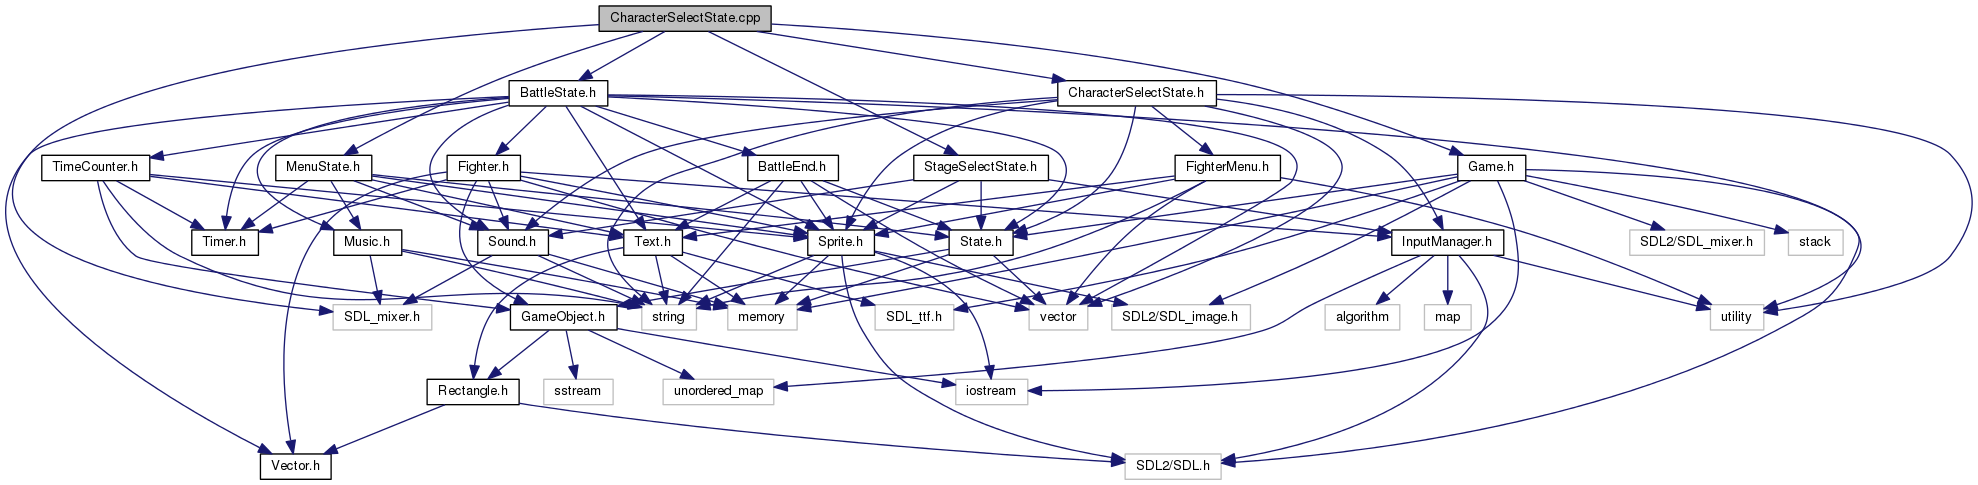 CharacterSelectState.cpp
BattleState.h
CharacterSelectState.h
TimeCounter.h
MenuState.h
Fighter.h
BattleEnd.h
StageSelectState.h
FighterMenu.h
Game.h
Timer.h
Music.h
Sound.h
Text.h
Sprite.h
State.h
InputManager.h
SDL2/SDL_mixer.h
stack
SDL_mixer.h
GameObject.h
string
memory
SDL_ttf.h
vector
SDL2/SDL_image.h
algorithm
map
utility
Rectangle.h
sstream
unordered_map
iostream
Vector.h
SDL2/SDL.h